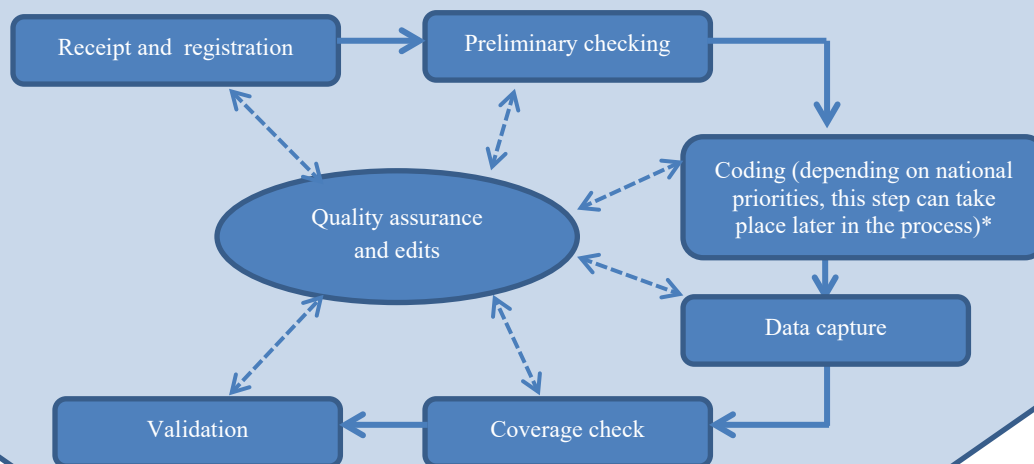 Receipt and  registration
Preliminary checking
Coding (depending on national
priorities, this step can take
place later in the process)*
Quality assurance
and edits
Data capture
Validation
Coverage check